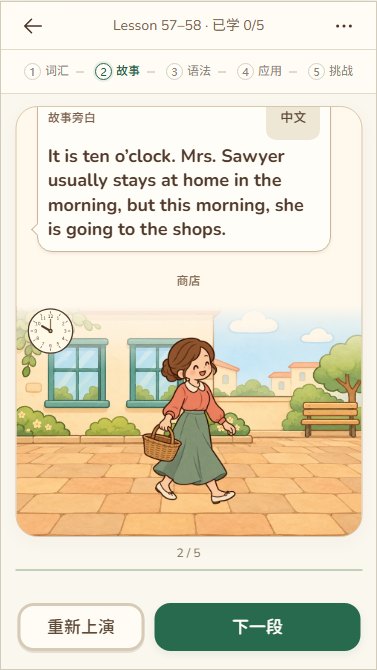 Lesson 57–58 · 已学 0/5
1 词汇 2 故事 3 语法 4 应用 5 挑战
故事旁白 中文
It is ten o’clock. Mrs. Sawyer
usually stays at home in the
morning, but this morning, she
is going to the shops.
商店
2 / 5
重新上演 下一段